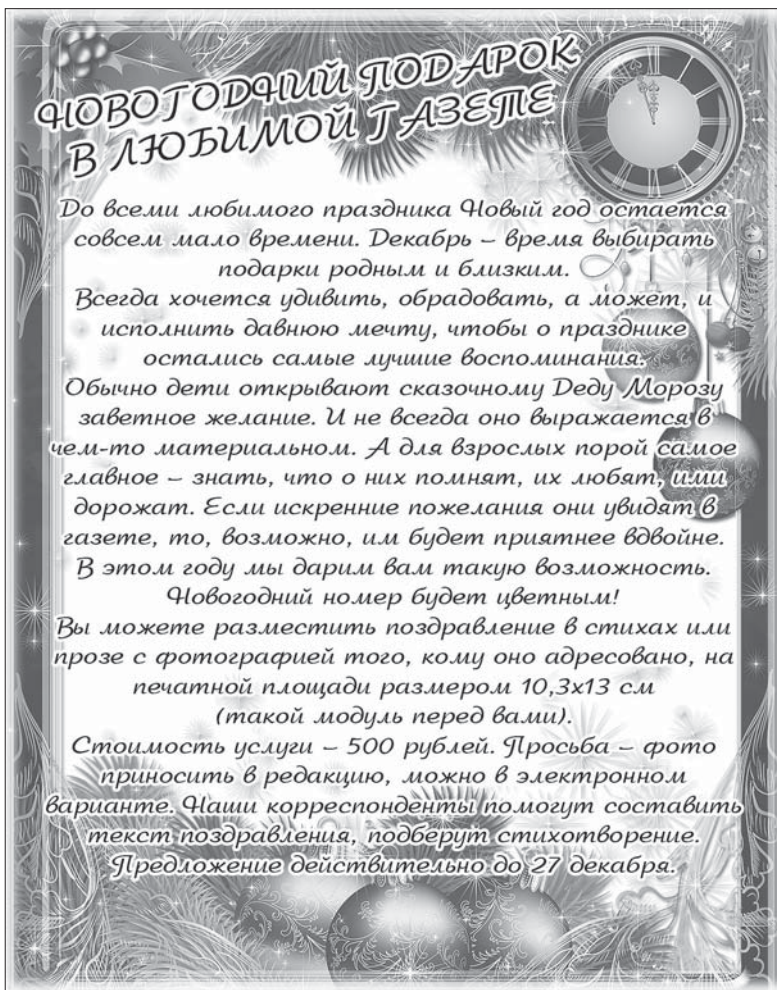 НОВОГОДНИЙ ПОДАРОК
В ЛЮБИМОЙ ГАЗЕТЕ
До всеми любимого праздника Новый год остается
совсем мало времени. Декабрь – время выбирать
подарки родным и близким.
Всегда хочется удивить, обрадовать, а может, и
исполнить давнюю мечту, чтобы о празднике
остались самые лучшие воспоминания.
Обычно дети открывают сказочному Деду Морозу
заветное желание. И не всегда оно выражается в
чем-то материальном. А для взрослых порой самое
главное – знать, что о них помнят, их любят, ими
дорожат. Если искренние пожелания они увидят в
газете, то, возможно, им будет приятнее вдвойне.
В этом году мы дарим вам такую возможность.
Новогодний номер будет цветным!
Вы можете разместить поздравление в стихах или
прозе с фотографией того, кому оно адресовано, на
печатной площади размером 10,3х13 см
(такой модуль перед вами).
Стоимость услуги – 500 рублей. Просьба – фото
приносить в редакцию, можно в электронном
варианте. Наши корреспонденты помогут составить
текст поздравления, подберут стихотворение.
Предложение действительно до 27 декабря.